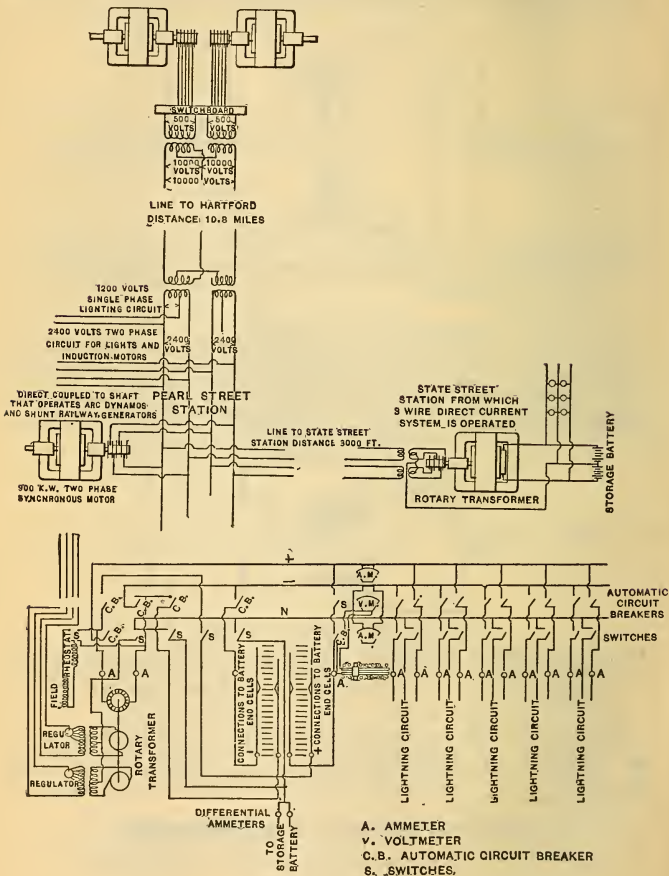 SWITCHBOARD
500 VOLTS
500 VOLTS
10000 VOLTS
10000 VOLTS
10000 VOLTS
LINE TO HARTFORD
DISTANCE: 10.8 MILES
1200 VOLTS
SINGLE PHASE
LIGHTING CIRCUIT
2400 VOLTS TWO PHASE
CIRCUIT FOR LIGHTS AND
INDUCTION MOTORS
2400 VOLTS
2400 VOLTS
DIRECT COUPLED TO SHAFT
THAT OPERATES ARC DYNAMOS
AND SHUNT RAILWAY GENERATORS
PEARL STREET
STATION
900 K.W. TWO PHASE
SYNCHRONOUS MOTOR
LINE TO STATE STREET
STATION DISTANCE 3000 FT.
STATE STREET
STATION FROM WHICH
3 WIRE DIRECT CURRENT
SYSTEM IS OPERATED
ROTARY TRANSFORMER
STORAGE BATTERY
+
A.M.
C.B.
C.B.
C.B.
C.B.
S
V.M.
N
AUTOMATIC
CIRCUIT
BREAKERS
S
C.B.
S
S
S
S
C.B.
A.M
SWITCHES
FIELD
RHEOSTAT
A
A
A.
A
A
A
A
A
CONNECTIONS TO BATTERY
END CELLS
CONNECTIONS TO BATTERY
END CELLS
REGULATOR
REGULATOR
ROTARY
TRANSFORMER
LIGHTNING CIRCUIT
LIGHTNING CIRCUIT
LIGHTNING CIRCUIT
LIGHTNING CIRCUIT
LIGHTNING CIRCUIT
DIFFERENTIAL
AMMETERS
TO
STORAGE
BATTERY
A. AMMETER
V. VOLTMETER
C.B. AUTOMATIC CIRCUIT BREAKER
S. SWITCHES.